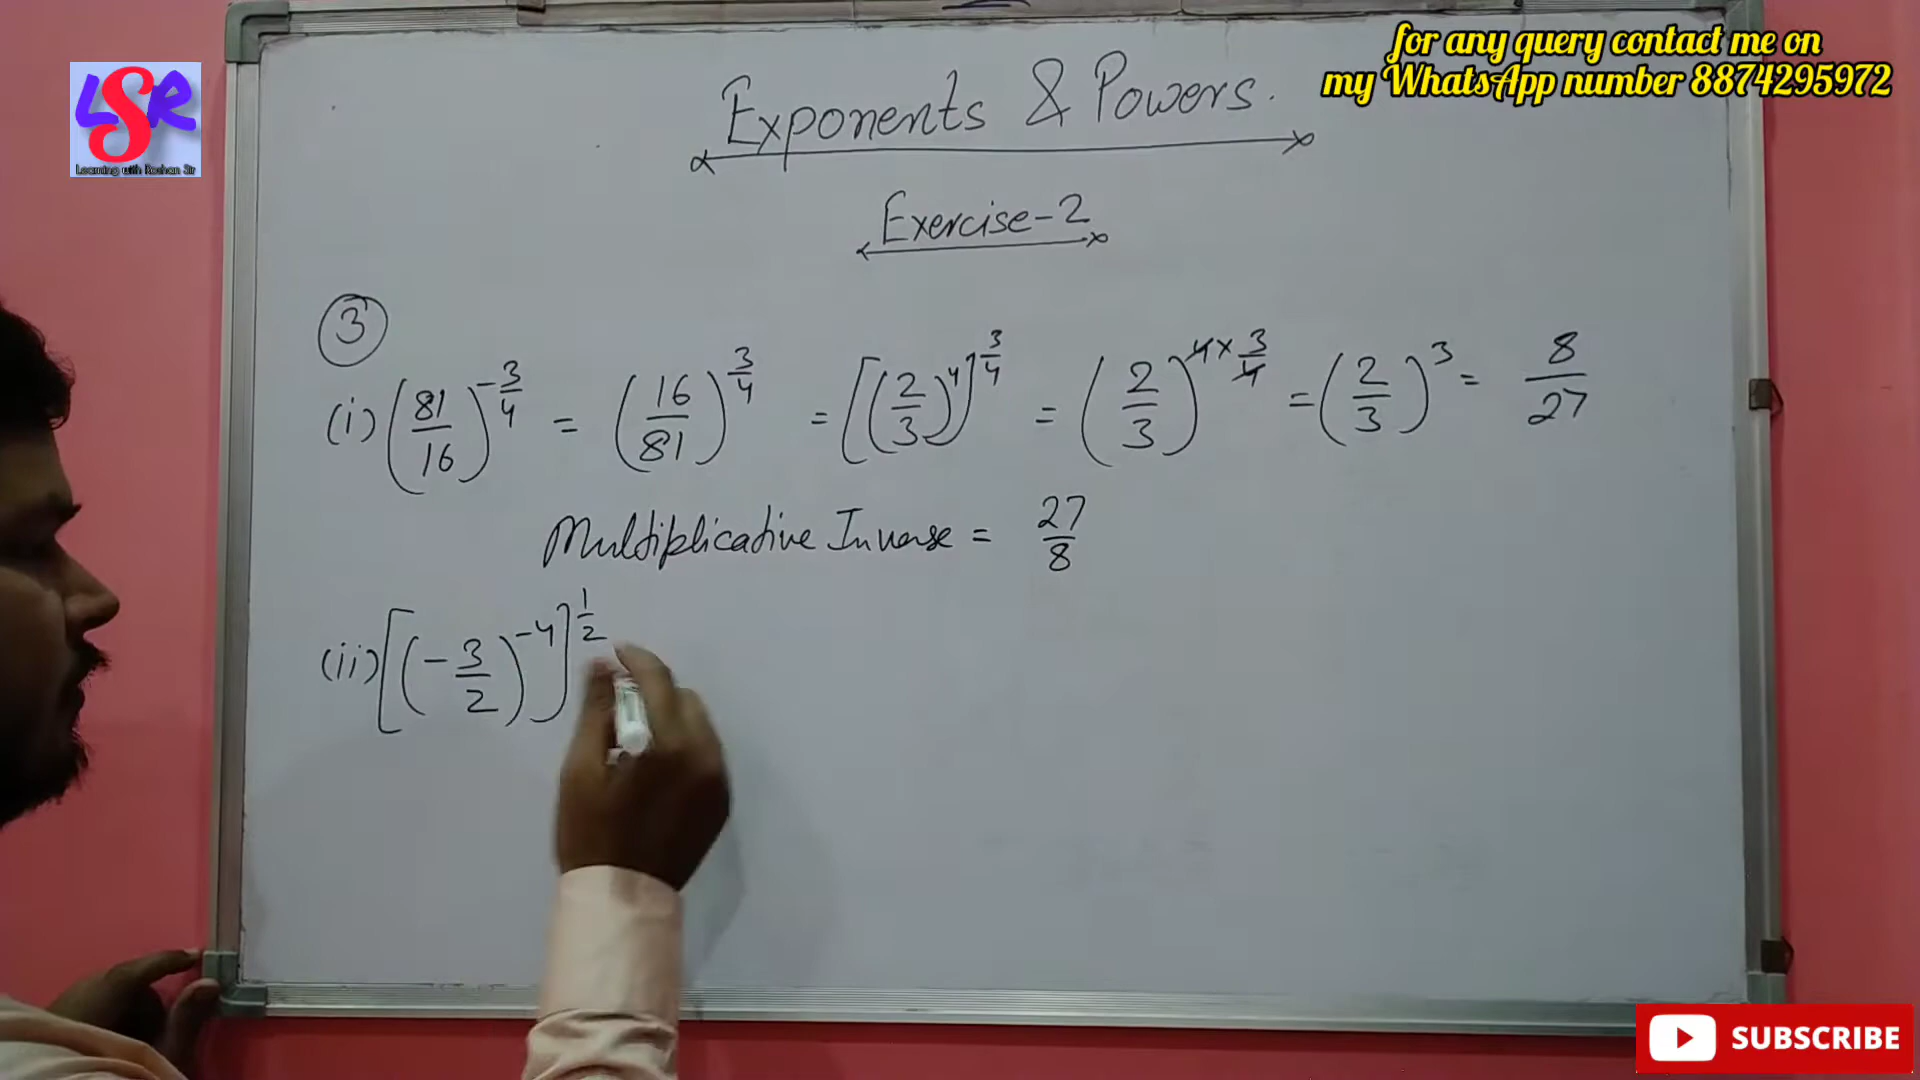 for any query contact me on
my WhatsApp number 8874295972
LSR
Learning with Roshan Sir
Exponents & Powers.
Exercise-2
3
(i) (81/16)^-3/4 = (16/81)^3/4 = [(2/3)^4]^3/4 = (2/3)^4×3/4 = (2/3)^3 = 8/27
Multiplicative Inverse = 27/8
(ii) [(-3/2)^-4]^1/2
SUBSCRIBE